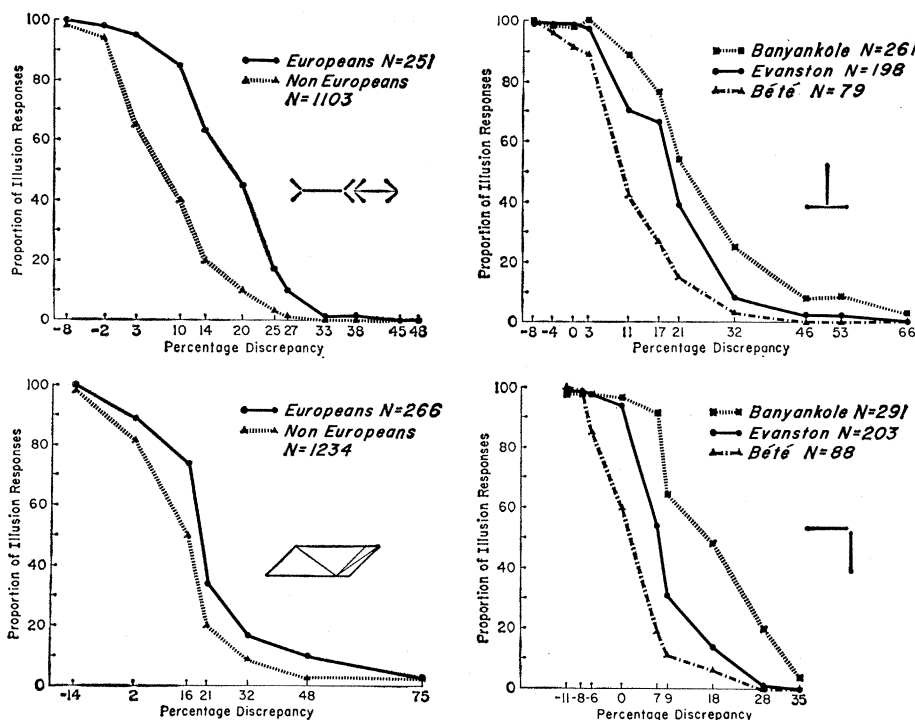 Proportion of Illusion Responses
100
80
60
40
20
0
Europeans N=251
Non Europeans
N=1103
-8 -2 3 10 14 20 25 27 33 38 45 48
Percentage Discrepancy
Proportion of Illusion Responses
100
80
60
40
20
0
Banyankole N=261
Evanston N=198
Bété N=79
-8 -4 0 3 11 17 21 32 46 53 66
Percentage Discrepancy
Proportion of Illusion Responses
100
80
60
40
20
0
Europeans N=266
Non Europeans
N=1234
-14 2 16 21 32 48 75
Percentage Discrepancy
Proportion of Illusion Responses
100
80
60
40
20
0
Banyankole N=291
Evanston N=203
Bété N=88
-11 -8 -6 0 7 9 18 28 35
Percentage Discrepancy